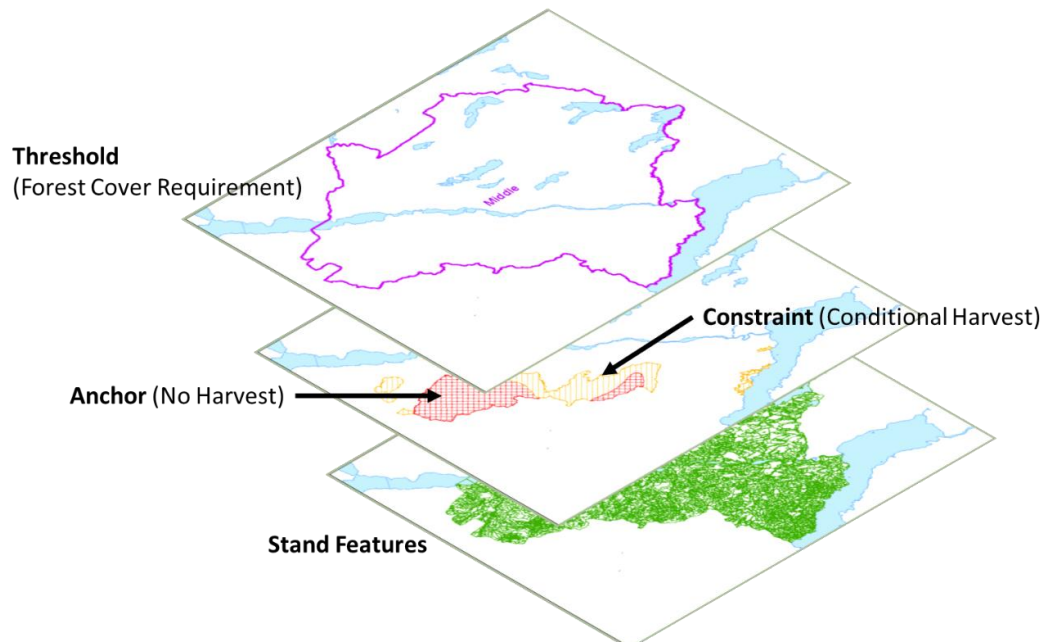 Threshold
(Forest Cover Requirement)
Middle
Constraint (Conditional Harvest)
Anchor (No Harvest)
Stand Features